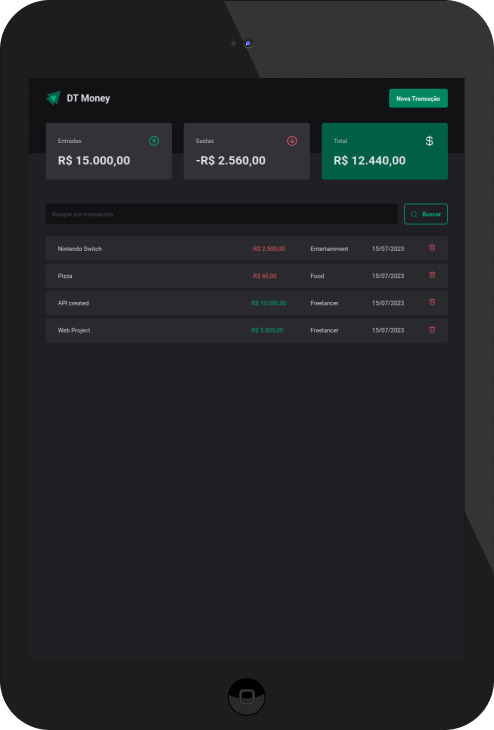 DT Money
Nova Transação
Entradas
R$ 15.000,00
Saídas
-R$ 2.560,00
Total
$
R$ 12.440,00
Busque por transações
Buscar
Nintendo Switch -R$ 2.500,00 Entertainment 15/07/2023
Pizza -R$ 60,00 Food 15/07/2023
API created R$ 10.000,00 Freelancer 15/07/2023
Web Project R$ 5.000,00 Freelancer 15/07/2023